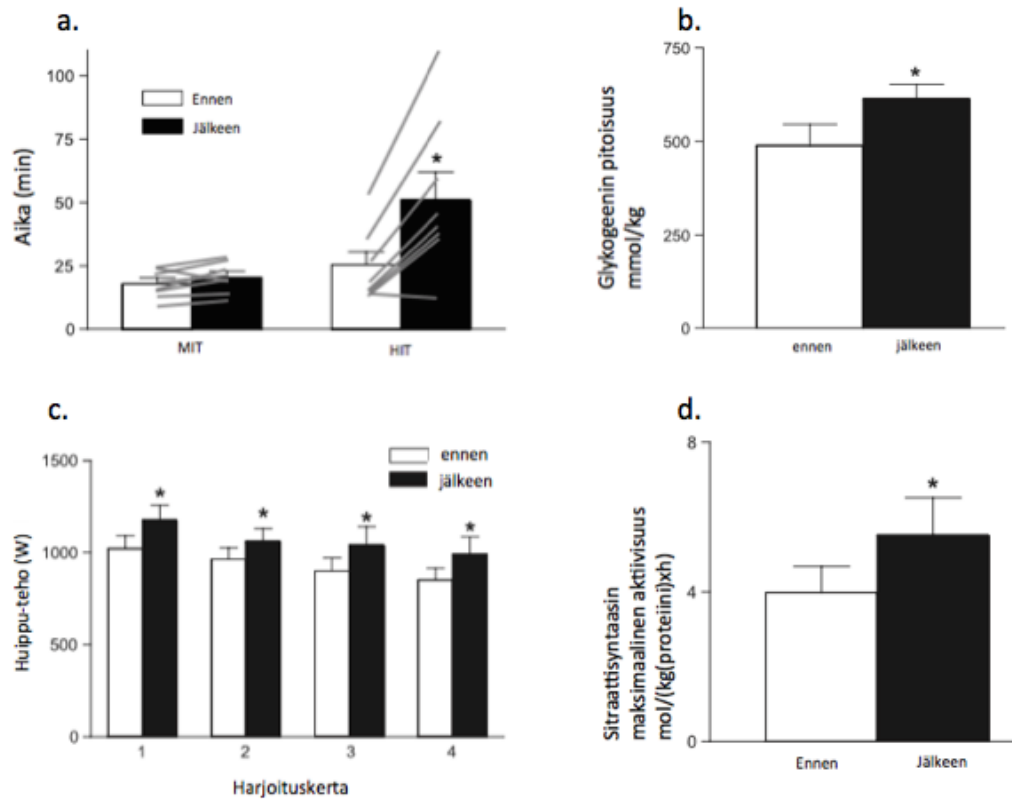 a.
Aika (min)
100
75
50
25
0
Ennen
Jälkeen
*
MIT
HIT
b.
Glykogeenin pitoisuus
mmol/kg
750
500
250
0
*
ennen
jälkeen
c.
Huippu-teho (W)
1500
1000
500
0
ennen
jälkeen
*
*
*
*
1
2
3
4
Harjoituskerta
d.
Sitraattisyntaasin
maksimaalinen aktiivisuus
mol/(kg(proteiini)xh)
8
4
0
*
Ennen
Jälkeen